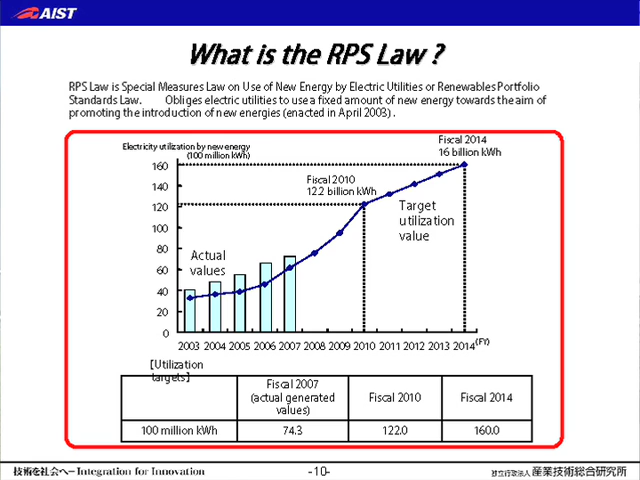 AIST
What is the RPS Law ?
RPS Law is Special Measures Law on Use of New Energy by Electric Utilities or Renewables Portfolio
Standards Law. Obliges electric utilities to use a fixed amount of new energy towards the aim of
promoting the introduction of new energies (enacted in April 2003) .
Electricity utilization by new energy
(100 million kWh)
Fiscal 2014
16 billion kWh
Fiscal 2010
12.2 billion kWh
Target
utilization
value
Actual
values
160
140
120
100
80
60
40
20
0
2003 2004 2005 2006 2007 2008 2009 2010 2011 2012 2013 2014 (FY)
【Utilization
targets】
Fiscal 2007
(actual generated
values)
Fiscal 2010
Fiscal 2014
100 million kWh 74.3 122.0 160.0
技術を社会へ－Integration for Innovation
-10-
独立行政法人 産業技術総合研究所